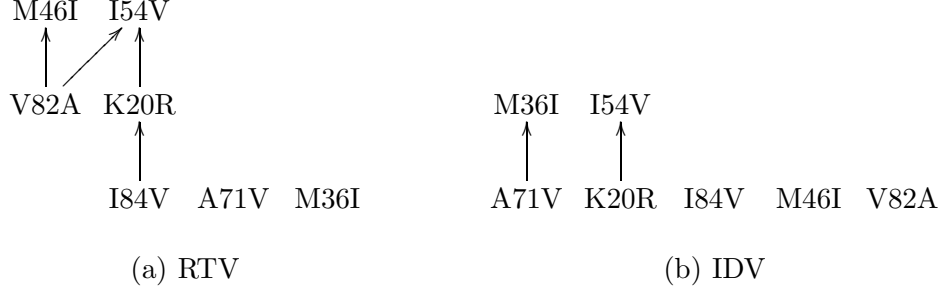 M46I I54V
V82A K20R
M36I I54V
I84V A71V M36I
A71V K20R I84V M46I V82A
(a) RTV
(b) IDV